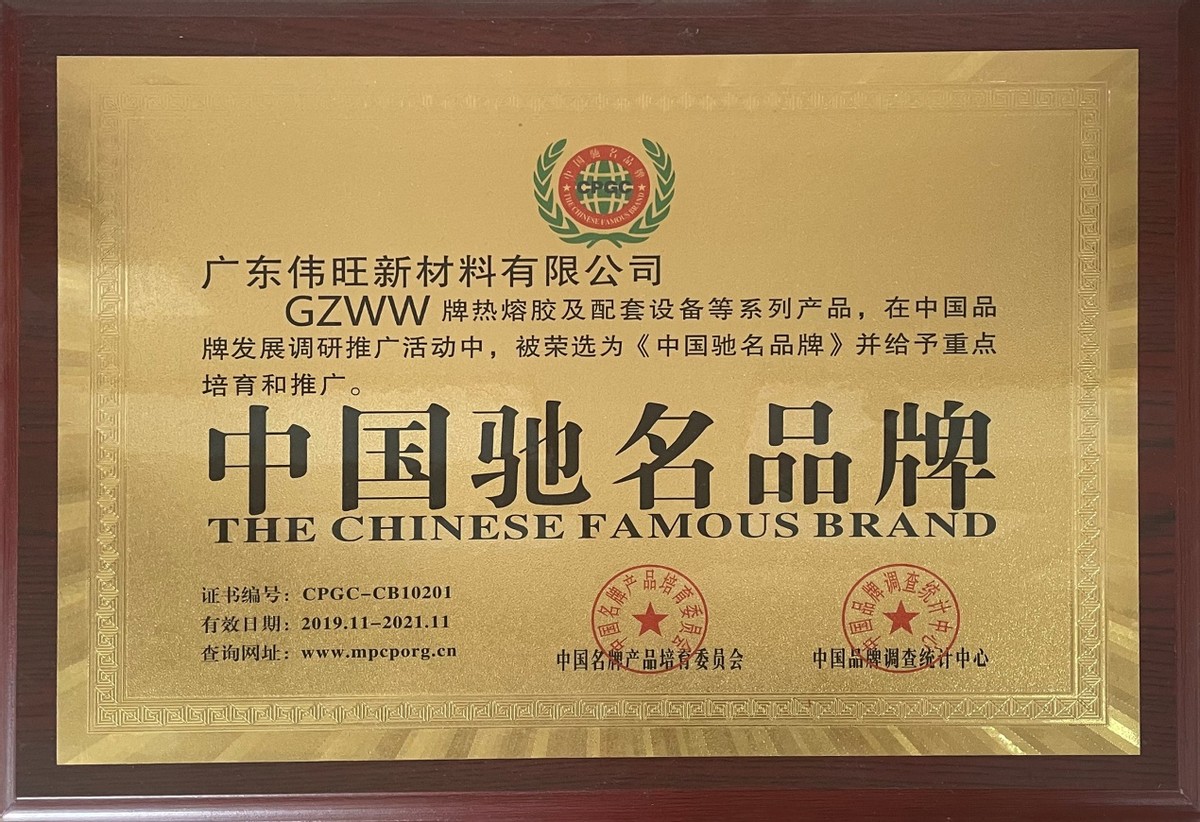 中国驰名品牌
CPGC
THE CHINESE FAMOUS BRAND
广东伟旺新材料有限公司
GZWW 牌热熔胶及配套设备等系列产品，在中国品
牌发展调研推广活动中，被荣选为《中国驰名品牌》并给予重点
培育和推广。
中国驰名品牌
THE CHINESE FAMOUS BRAND
证书编号：CPGC-CB10201
有效日期：2019.11-2021.11
查询网址：www.mpcporg.cn
中国名牌产品培育委员会
中国名牌产品培育委员会
中国品牌调查统计中心
中国品牌调查统计中心